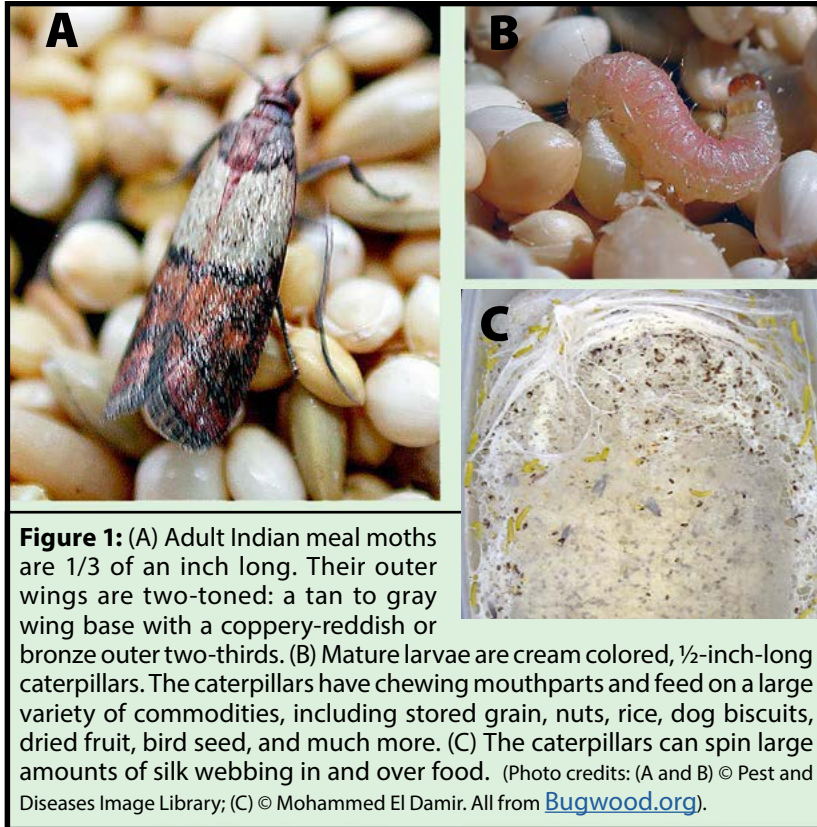 A
B
C
Figure 1: (A) Adult Indian meal moths
are 1/3 of an inch long. Their outer
wings are two-toned: a tan to gray
wing base with a coppery-reddish or
bronze outer two-thirds. (B) Mature larvae are cream colored, ½-inch-long
caterpillars. The caterpillars have chewing mouthparts and feed on a large
variety of commodities, including stored grain, nuts, rice, dog biscuits,
dried fruit, bird seed, and much more. (C) The caterpillars can spin large
amounts of silk webbing in and over food. (Photo credits: (A and B) © Pest and
Diseases Image Library; (C) © Mohammed El Damir. All from Bugwood.org).